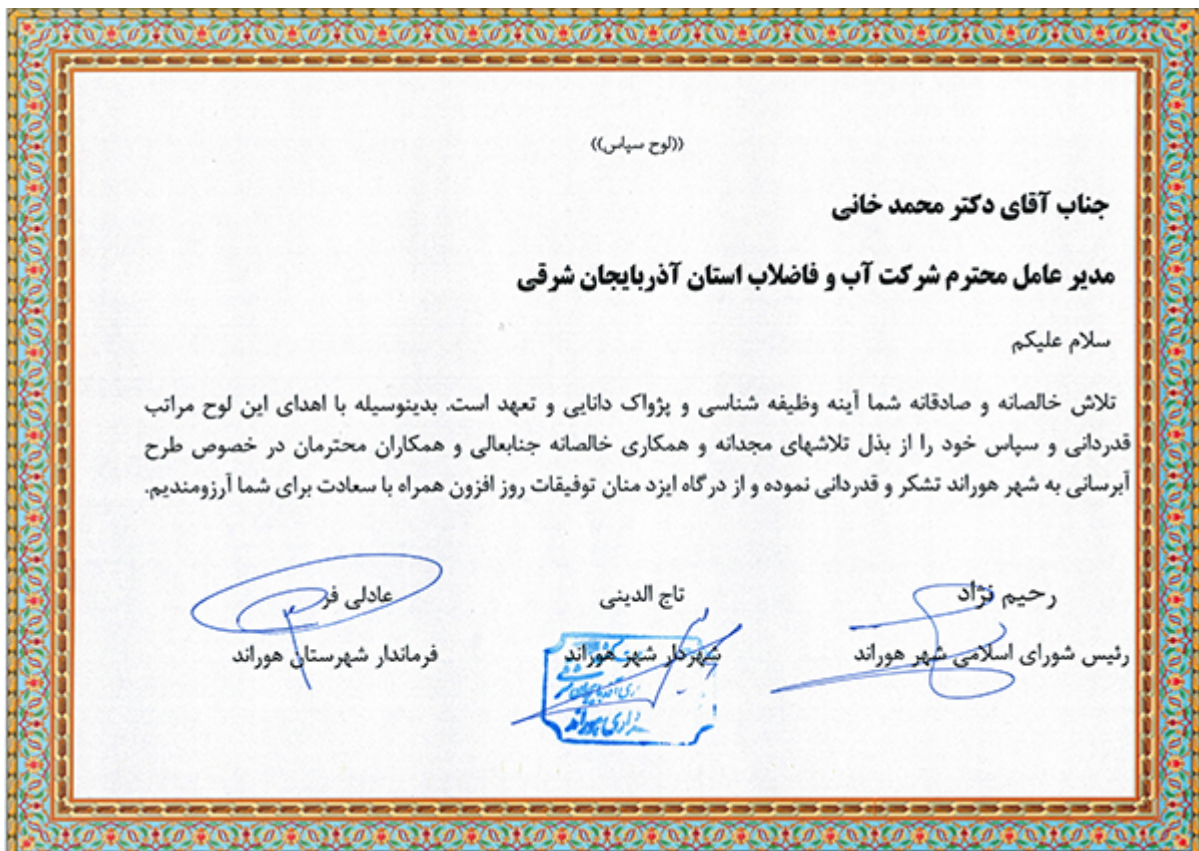 ((لوح سپاس))
جناب آقای دکتر محمد خانی
مدیر عامل محترم شرکت آب و فاضلاب استان آذربایجان شرقی
سلام علیکم
تلاش خالصانه و صادقانه شما آینه وظیفه شناسی و پژواک دانایی و تعهد است. بدینوسیله با اهدای این لوح مراتب
قدردانی و سپاس خود را از بذل تلاشهای مجدانه و همکاری خالصانه جنابعالی و همکاران محترمان در خصوص طرح
آبرسانی به شهر هوراند تشکر و قدردانی نموده و از درگاه ایزد منان توفیقات روز افزون همراه با سعادت برای شما آرزومندیم.
رحیم نژاد
رئیس شورای اسلامی شهر هوراند
تاج الدینی
شهردار شهر هوراند
عادلی فر
فرماندار شهرستان هوراند